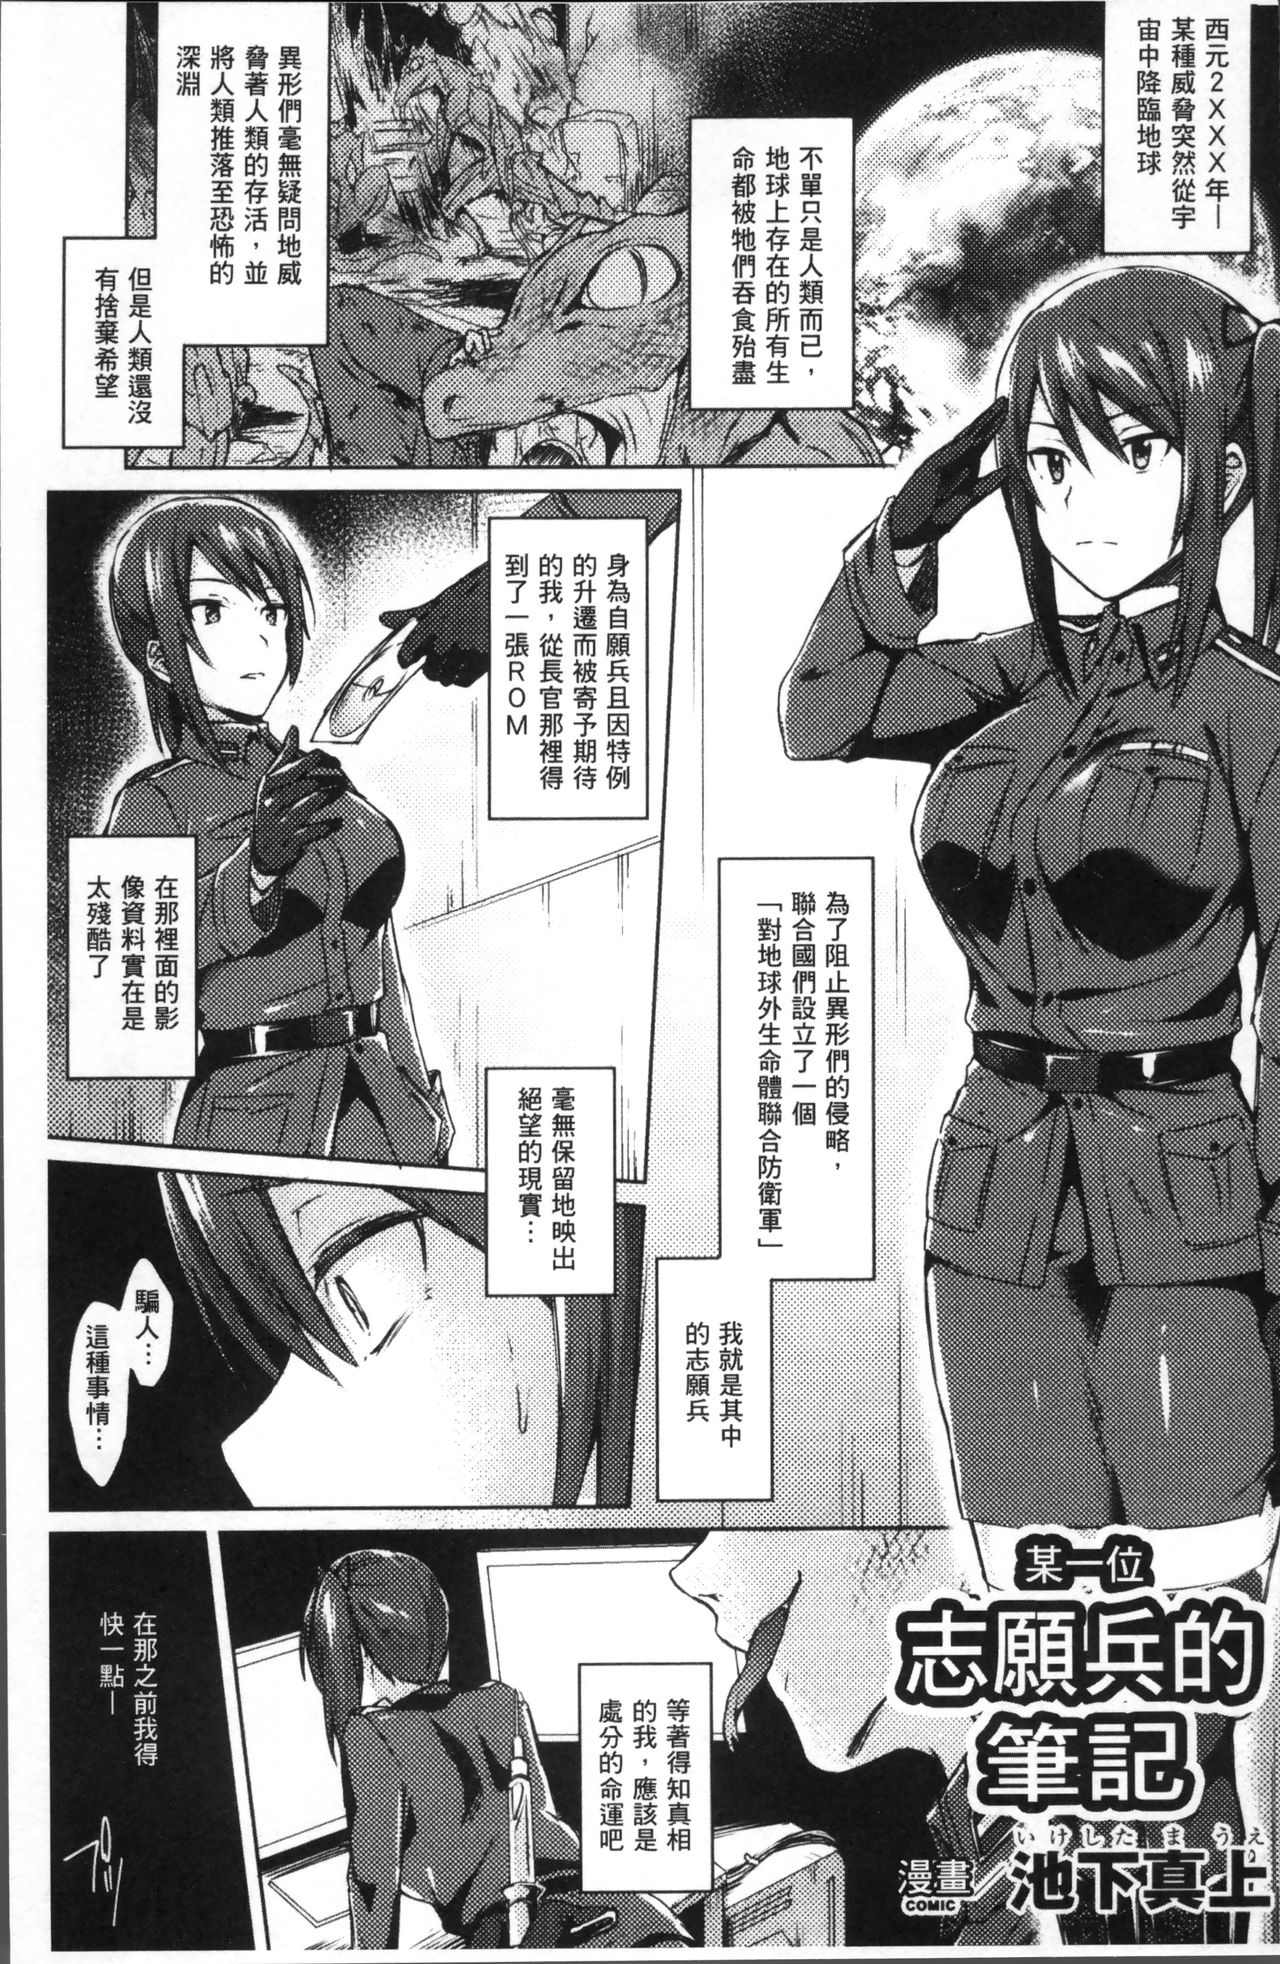 西元２ＸＸＸ年—
某種威脅突然從宇
宙中降臨地球
不單只是人類而已，
地球上存在的所有生
命都被牠們吞食殆盡
異形們毫無疑問地威
脅著人類的存活，並
將人類推落至恐怖的
深淵
但是人類還沒
有捨棄希望
為了阻止異形們的侵略，
聯合國們設立了一個
「對地球外生命體聯合防衛軍」
我就是其中
的志願兵
身為自願兵且因特例
的升遷而被寄予期待
的我，從長官那裡得
到了一張ＲＯＭ
在那裡面的影
像資料實在是
太殘酷了
毫無保留地映出
絕望的現實…
騙人…
這種事情…
某一位
志願兵的
筆記
いけしたまうえ
漫畫
COMIC
池下真上
等著得知真相
的我，應該是
處分的命運吧
在那之前我得
快一點—